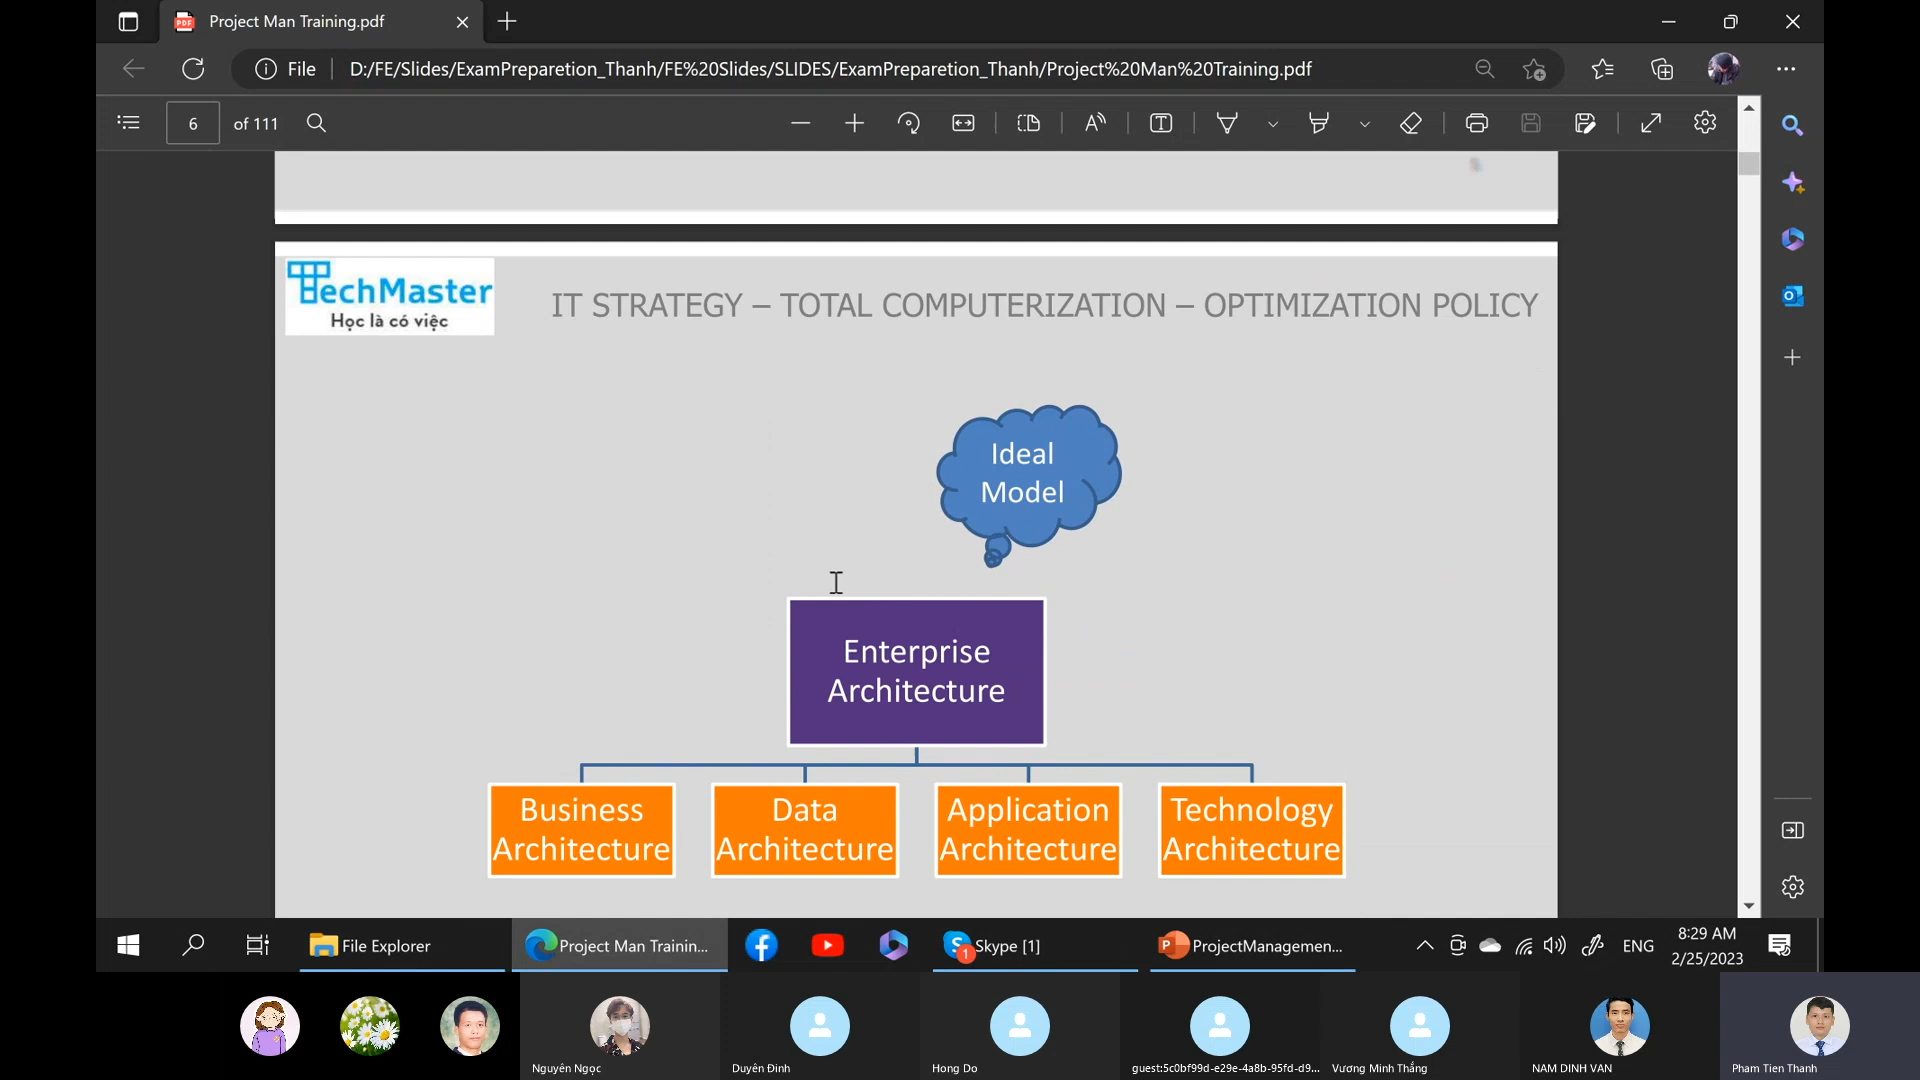 Project Man Training.pdf
File
D:/FE/Slides/ExamPreparetion_Thanh/FE%20Slides/SLIDES/ExamPreparetion_Thanh/Project%20Man%20Training.pdf
6 of 111
TechMaster
Học là có việc
IT STRATEGY – TOTAL COMPUTERIZATION – OPTIMIZATION POLICY
Ideal
Model
Enterprise
Architecture
Business
Architecture
Data
Architecture
Application
Architecture
Technology
Architecture
File Explorer
Project Man Trainin...
Skype [1]
ProjectManagemen...
ENG
8:29 AM
2/25/2023
Nguyên Ngọc
Duyên Đinh
Hong Do
guest:5c0bf99d-e29e-4a8b-95fd-d9...
Vương Minh Thắng
NAM DINH VAN
Pham Tien Thanh